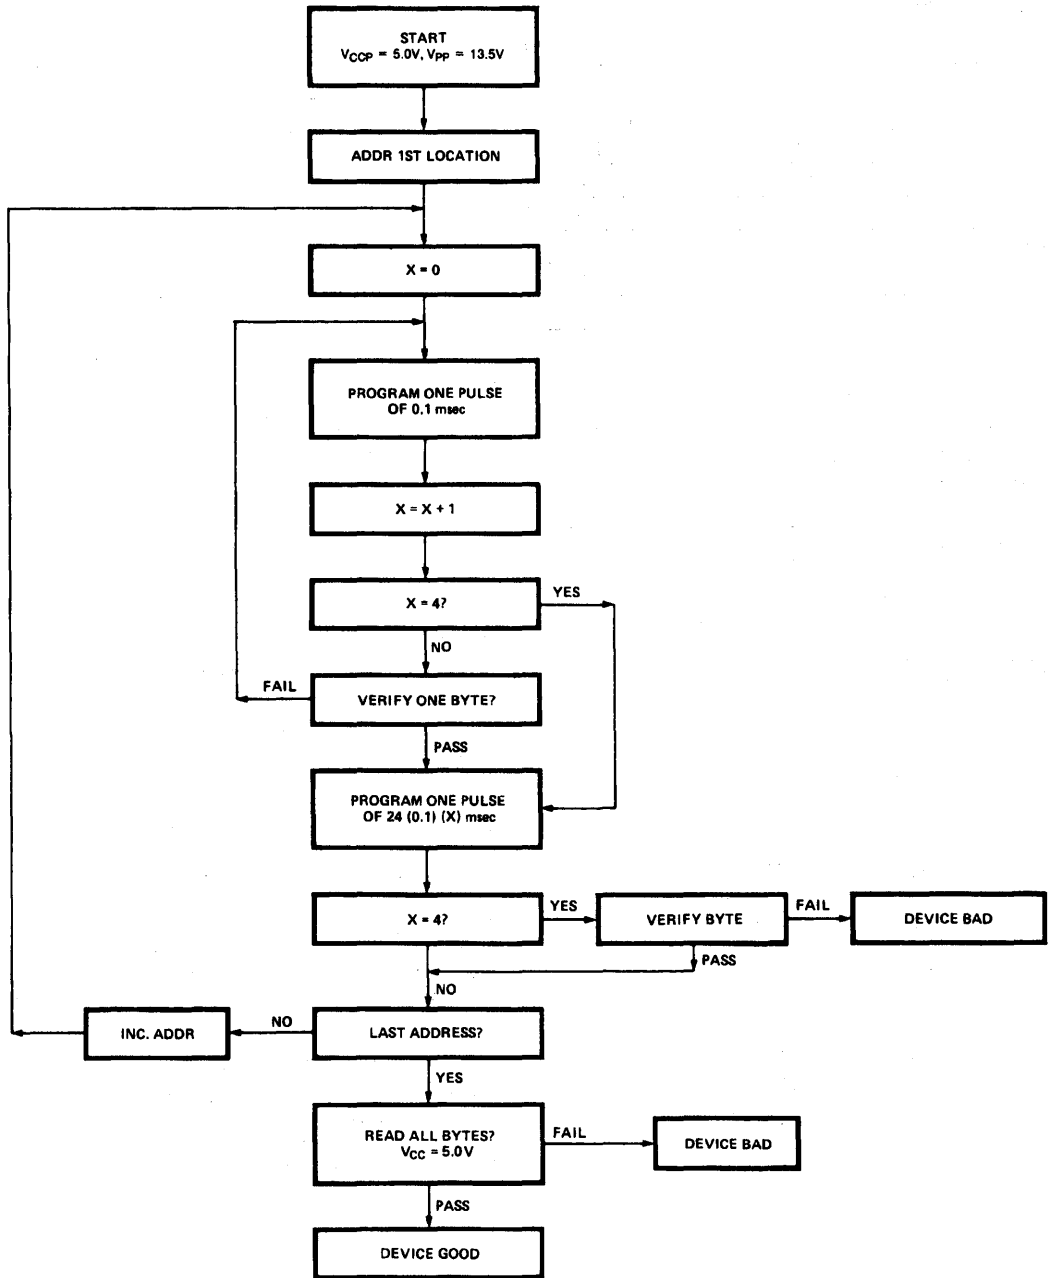 START
VCCP = 5.0V, VPP = 13.5V
ADDR 1ST LOCATION
X = 0
PROGRAM ONE PULSE
OF 0.1 msec
X = X + 1
X = 4?
YES
NO
FAIL
VERIFY ONE BYTE?
PASS
PROGRAM ONE PULSE
OF 24 (0.1) (X) msec
X = 4?
YES
VERIFY BYTE
FAIL
DEVICE BAD
PASS
NO
INC. ADDR
NO
LAST ADDRESS?
YES
READ ALL BYTES?
VCC = 5.0V
FAIL
DEVICE BAD
PASS
DEVICE GOOD